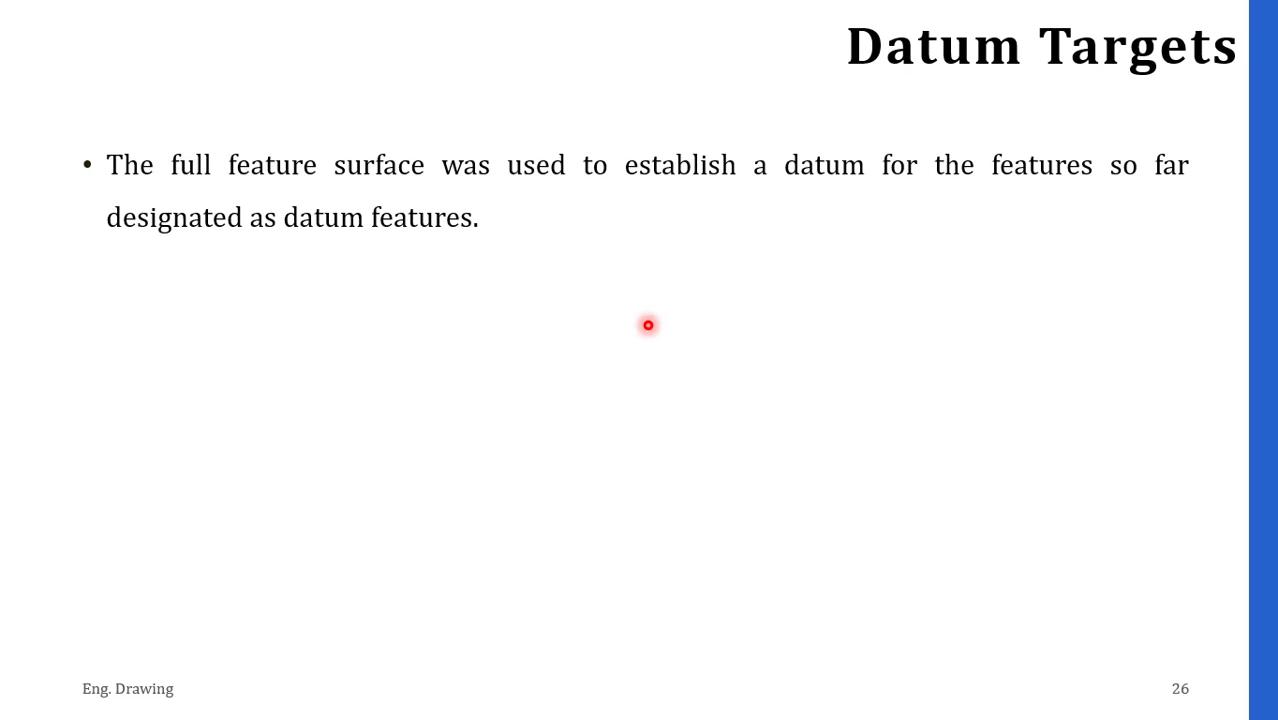 Datum Targets
• The full feature surface was used to establish a datum for the features so far
designated as datum features.
Eng. Drawing
26